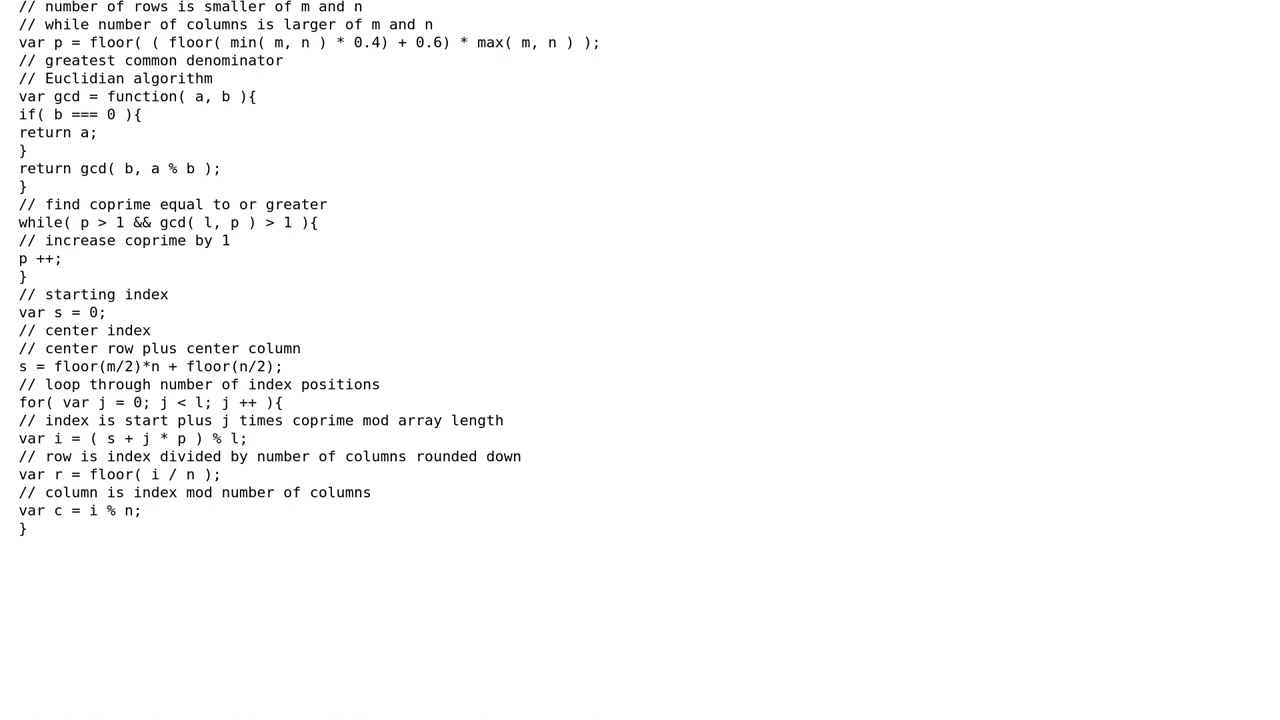 // number of rows is smaller of m and n
// while number of columns is larger of m and n
var p = floor( ( floor( min( m, n ) * 0.4) + 0.6) * max( m, n ) );
// greatest common denominator
// Euclidian algorithm
var gcd = function( a, b ){
if( b === 0 ){
return a;
}
return gcd( b, a % b );
}
// find coprime equal to or greater
while( p > 1 && gcd( l, p ) > 1 ){
// increase coprime by 1
p ++;
}
// starting index
var s = 0;
// center index
// center row plus center column
s = floor(m/2)*n + floor(n/2);
// loop through number of index positions
for( var j = 0; j < l; j ++ ){
// index is start plus j times coprime mod array length
var i = ( s + j * p ) % l;
// row is index divided by number of columns rounded down
var r = floor( i / n );
// column is index mod number of columns
var c = i % n;
}